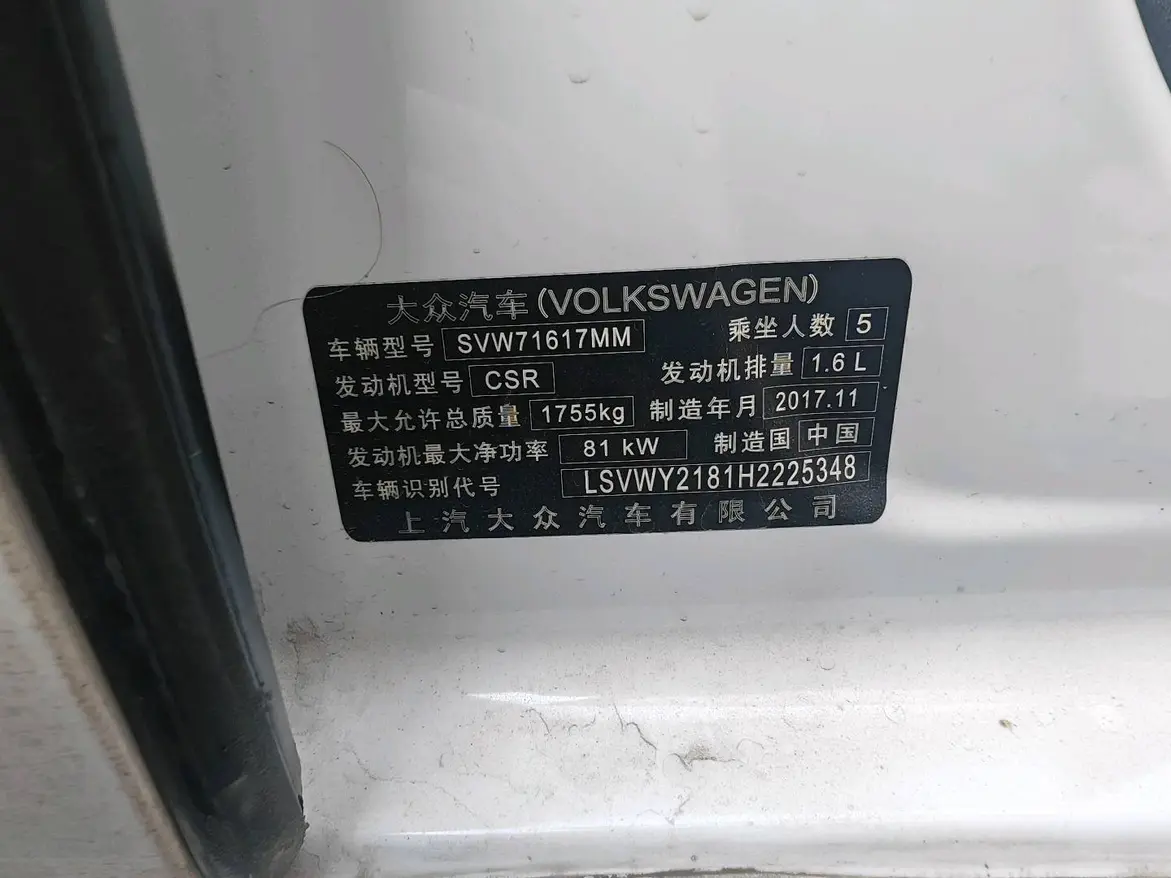 大众汽车(VOLKSWAGEN)
车辆型号 SVW71617MM 乘坐人数 5
发动机型号 CSR 发动机排量 1.6 L
最大允许总质量 1755kg 制造年月 2017.11
发动机最大净功率 81 kW 制造国 中国
车辆识别代号 LSVWY2181H2225348
上汽大众汽车有限公司